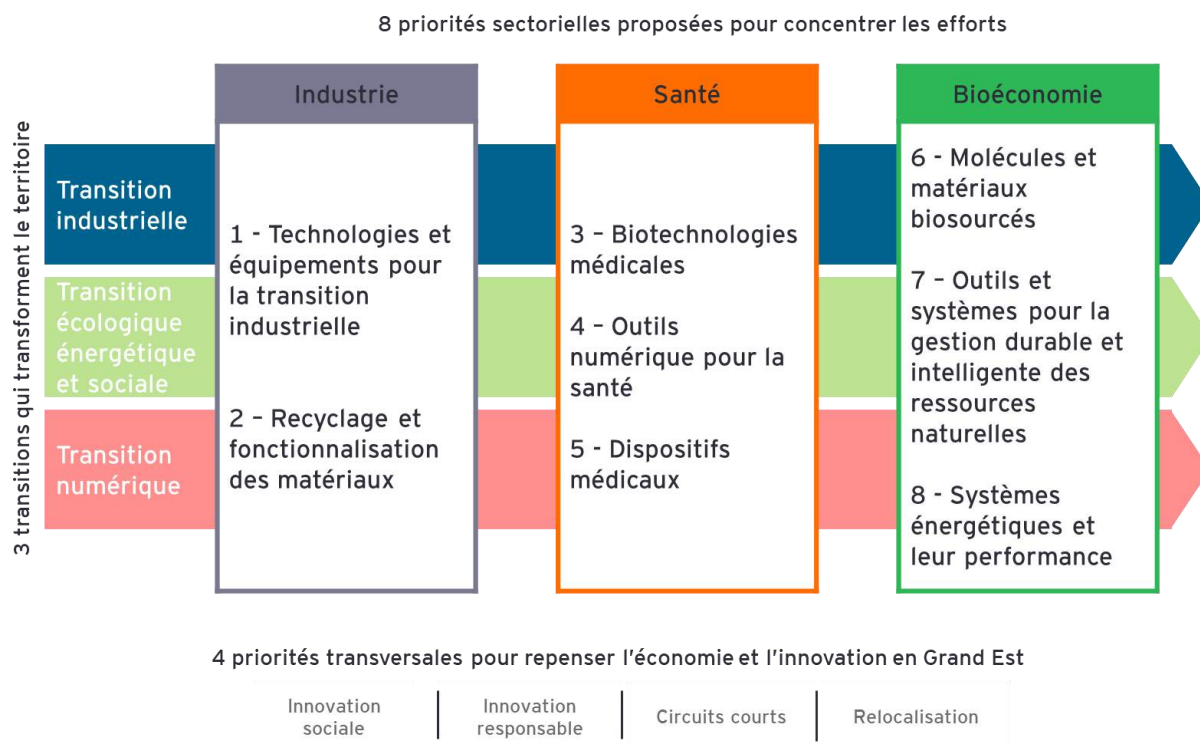 8 priorités sectorielles proposées pour concentrer les efforts
3 transitions qui transforment le territoire
Transition
industrielle
Transition
écologique
énergétique
et sociale
Transition
numérique
Industrie
1 - Technologies et
équipements pour
la transition
industrielle
2 – Recyclage et
fonctionnalisation
des matériaux
Santé
3 – Biotechnologies
médicales
4 – Outils
numérique pour la
santé
5 - Dispositifs
médicaux
Bioéconomie
6 - Molécules et
matériaux
biosourcés
7 – Outils et
systèmes pour la
gestion durable et
intelligente des
ressources
naturelles
8 - Systèmes
énergétiques et
leur performance
4 priorités transversales pour repenser l'économie et l'innovation en Grand Est
Innovation
sociale
Innovation
responsable
Circuits courts
Relocalisation